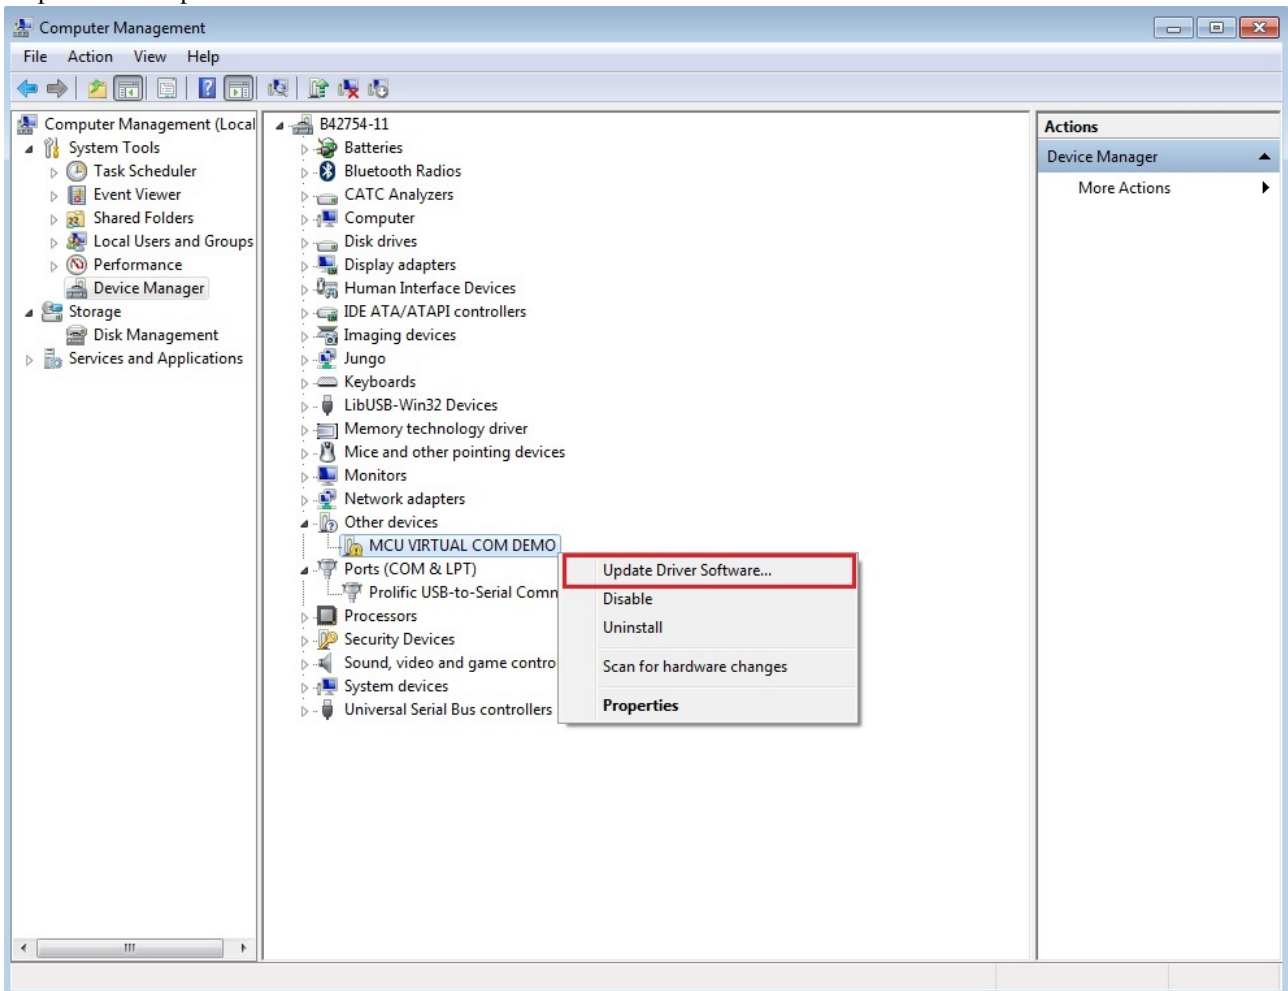 Computer Management
File Action View Help
Computer Management (Local
System Tools
Task Scheduler
Event Viewer
Shared Folders
Local Users and Groups
Performance
Device Manager
Storage
Disk Management
Services and Applications
B42754-11
Batteries
Bluetooth Radios
CATC Analyzers
Computer
Disk drives
Display adapters
Human Interface Devices
IDE ATA/ATAPI controllers
Imaging devices
Jungo
Keyboards
LibUSB-Win32 Devices
Memory technology driver
Mice and other pointing devices
Monitors
Network adapters
Other devices
MCU VIRTUAL COM DEMO
Ports (COM & LPT)
Prolific USB-to-Serial Comn
Processors
Security Devices
Sound, video and game contro
System devices
Universal Serial Bus controllers
Update Driver Software...
Disable
Uninstall
Scan for hardware changes
Properties
Actions
Device Manager
More Actions